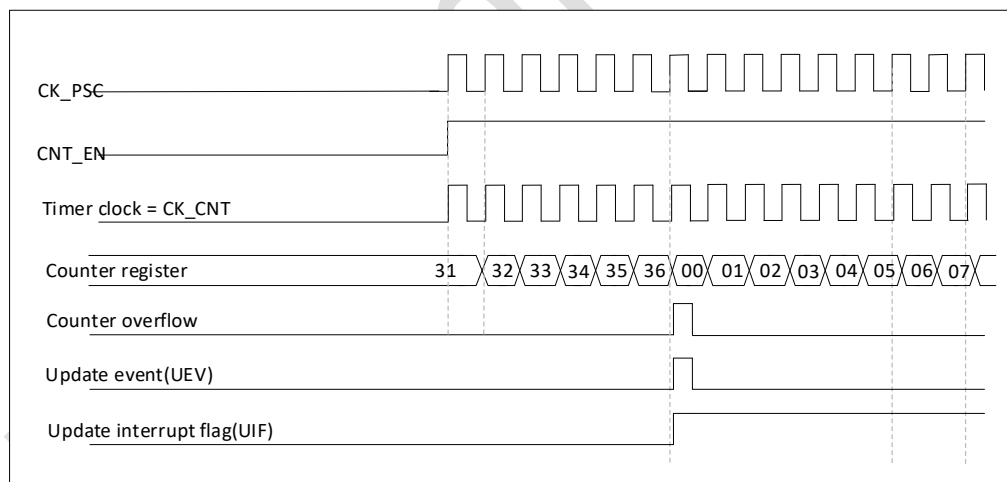 CK_PSC
CNT_EN
Timer clock = CK_CNT
Counter register 31 32 33 34 35 36 00 01 02 03 04 05 06 07
Counter overflow
Update event(UEV)
Update interrupt flag(UIF)